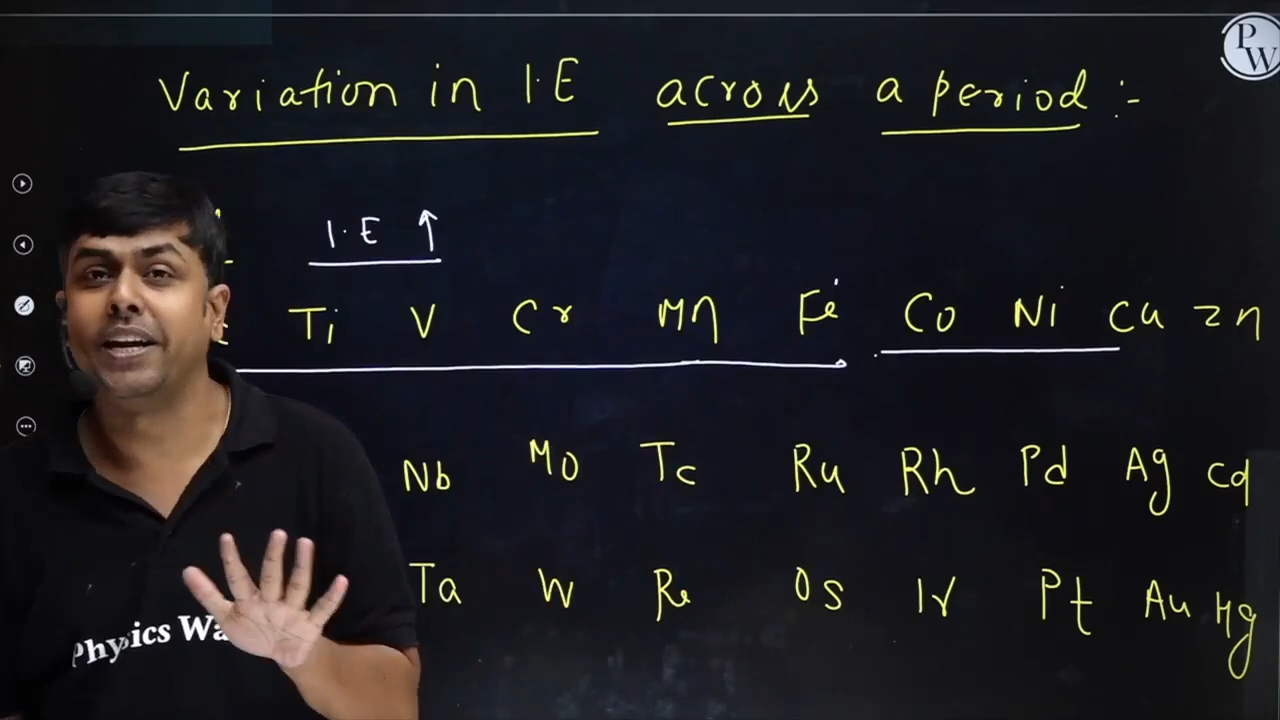 Variation in I.E across a period :-
PW
I.E ↑
Ti V Cr Mn Fe Co Ni Cu Zn
Nb Mo Tc Ru Rh Pd Ag Cd
Ta W Re Os Ir Pt Au Hg
Physics Wa